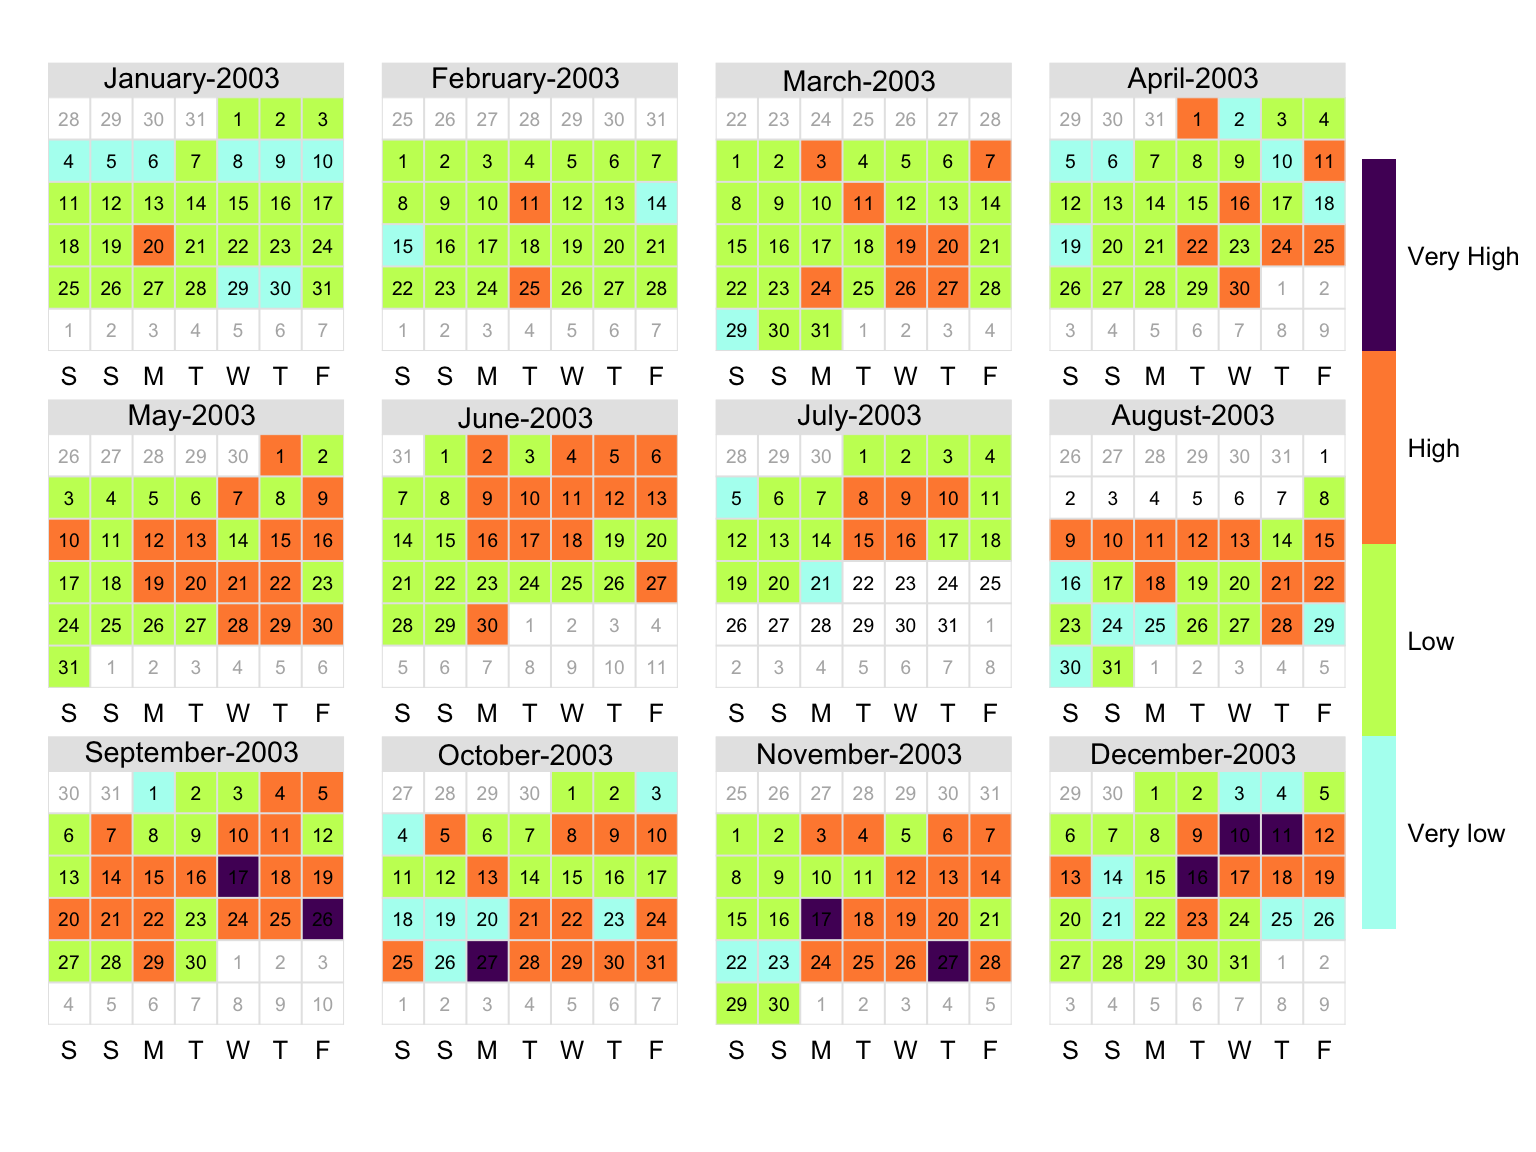 January-2003 February-2003 March-2003 April-2003
28 29 30 31 1 2 3 25 26 27 28 29 30 31 22 23 24 25 26 27 28 29 30 31 1 2 3 4
4 5 6 7 8 9 10 1 2 3 4 5 6 7 1 2 3 4 5 6 7 5 6 7 8 9 10 11
11 12 13 14 15 16 17 8 9 10 11 12 13 14 8 9 10 11 12 13 14 12 13 14 15 16 17 18
18 19 20 21 22 23 24 15 16 17 18 19 20 21 15 16 17 18 19 20 21 19 20 21 22 23 24 25
Very High
25 26 27 28 29 30 31 22 23 24 25 26 27 28 22 23 24 25 26 27 28 26 27 28 29 30 1 2
1 2 3 4 5 6 7 1 2 3 4 5 6 7 29 30 31 1 2 3 4 3 4 5 6 7 8 9
S S M T W T F S S M T W T F S S M T W T F S S M T W T F
May-2003 June-2003 July-2003 August-2003
26 27 28 29 30 1 2 31 1 2 3 4 5 6 28 29 30 1 2 3 4 26 27 28 29 30 31 1
High
3 4 5 6 7 8 9 7 8 9 10 11 12 13 5 6 7 8 9 10 11 2 3 4 5 6 7 8
10 11 12 13 14 15 16 14 15 16 17 18 19 20 12 13 14 15 16 17 18 9 10 11 12 13 14 15
17 18 19 20 21 22 23 21 22 23 24 25 26 27 19 20 21 22 23 24 25 16 17 18 19 20 21 22
24 25 26 27 28 29 30 28 29 30 1 2 3 4 26 27 28 29 30 31 1 23 24 25 26 27 28 29
Low
31 1 2 3 4 5 6 5 6 7 8 9 10 11 2 3 4 5 6 7 8 30 31 1 2 3 4 5
S S M T W T F S S M T W T F S S M T W T F S S M T W T F
September-2003 October-2003 November-2003 December-2003
30 31 1 2 3 4 5 27 28 29 30 1 2 3 25 26 27 28 29 30 31 29 30 1 2 3 4 5
6 7 8 9 10 11 12 4 5 6 7 8 9 10 1 2 3 4 5 6 7 6 7 8 9 10 11 12
Very low
13 14 15 16 17 18 19 11 12 13 14 15 16 17 8 9 10 11 12 13 14 13 14 15 16 17 18 19
20 21 22 23 24 25 26 18 19 20 21 22 23 24 15 16 17 18 19 20 21 20 21 22 23 24 25 26
27 28 29 30 1 2 3 25 26 27 28 29 30 31 22 23 24 25 26 27 28 27 28 29 30 31 1 2
4 5 6 7 8 9 10 1 2 3 4 5 6 7 29 30 1 2 3 4 5 3 4 5 6 7 8 9
S S M T W T F S S M T W T F S S M T W T F S S M T W T F